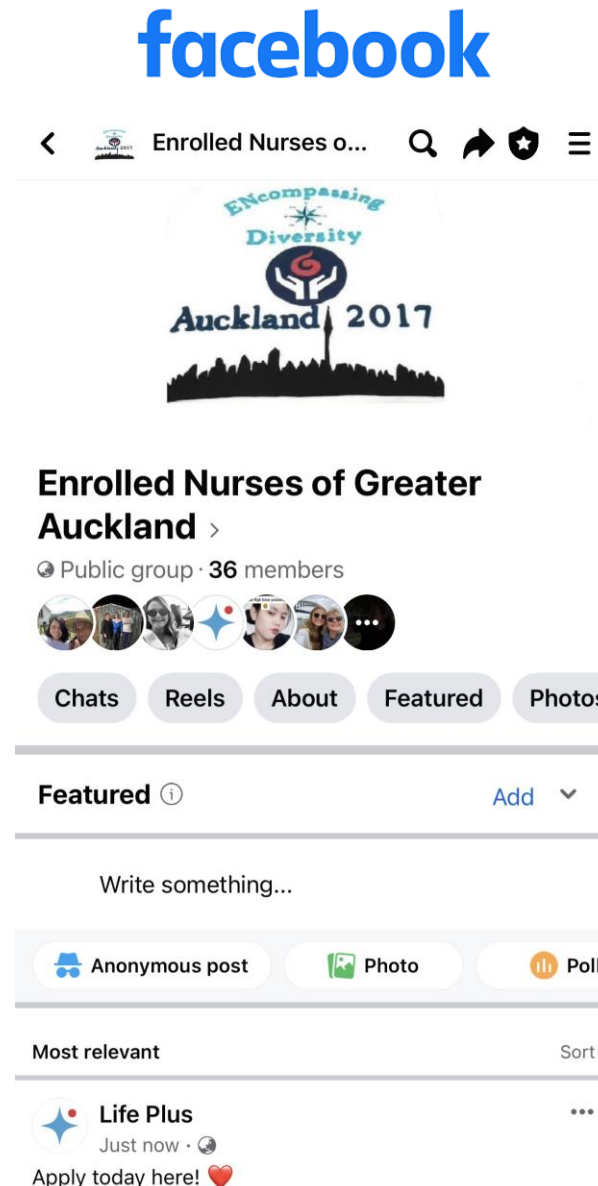 facebook
Enrolled Nurses o...
ENcompassing
Diversity
Auckland 2017
Enrolled Nurses of Greater
Auckland >
Public group · 36 members
Chats Reels About Featured Photos
Featured
Add
Write something...
Anonymous post Photo Poll
Most relevant Sort
Life Plus
Just now ·
Apply today here! ❤️